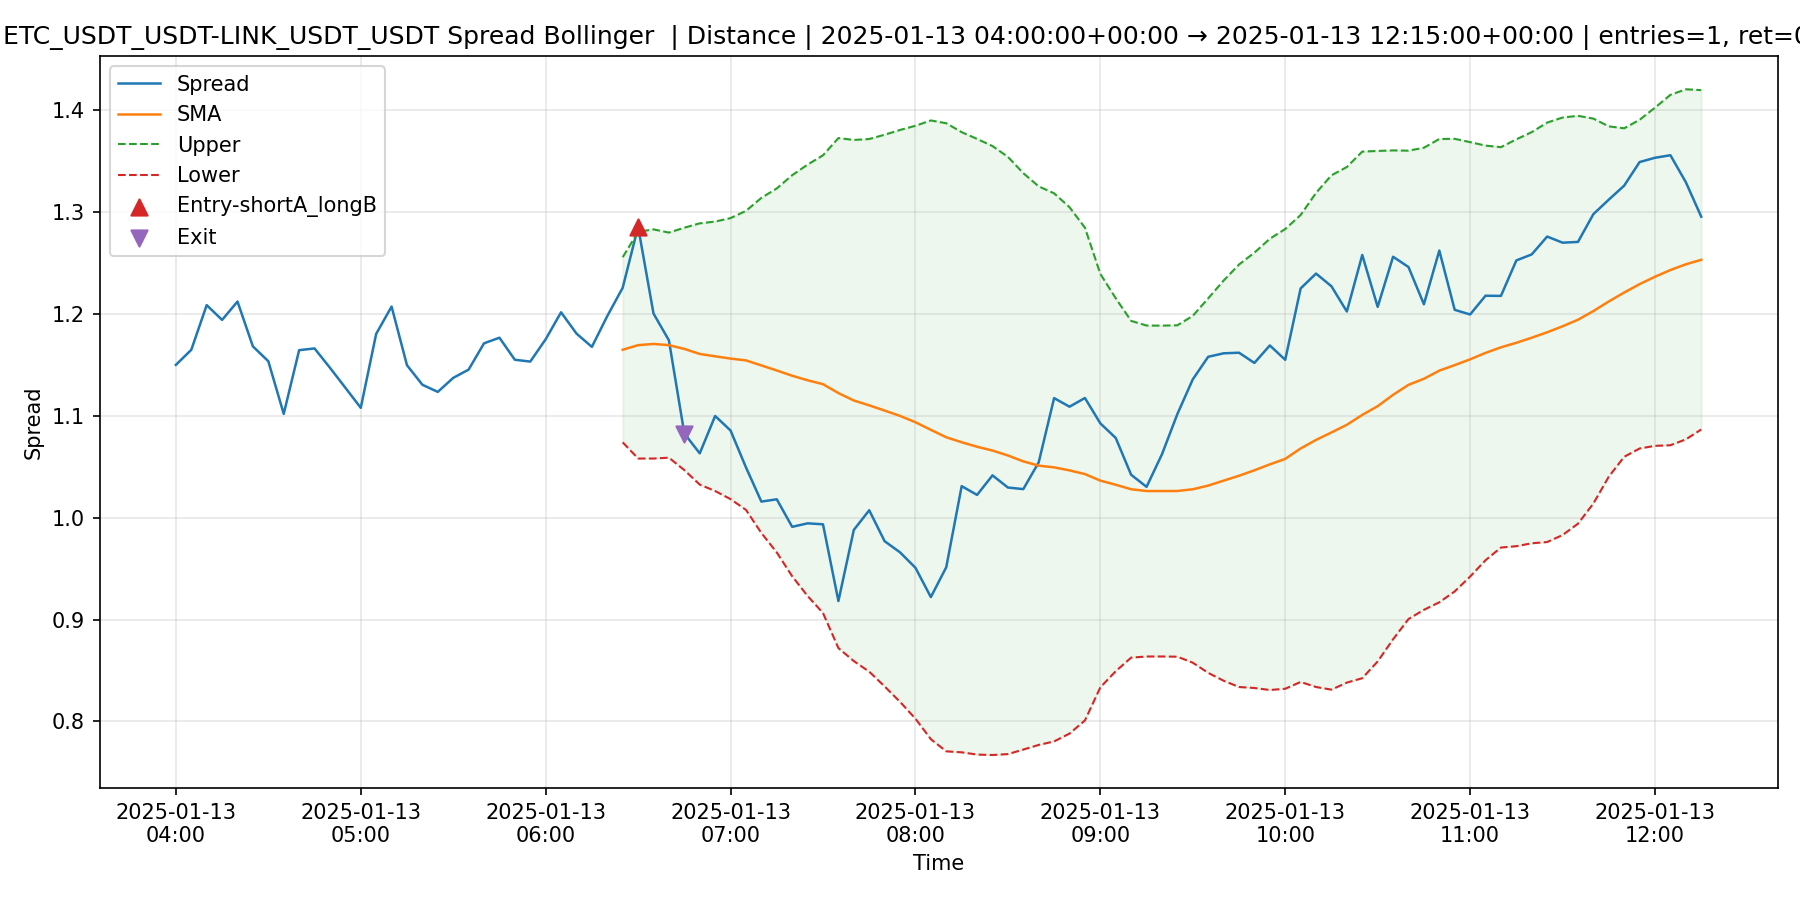 ETC_USDT_USDT-LINK_USDT_USDT Spread Bollinger | Distance | 2025-01-13 04:00:00+00:00 → 2025-01-13 12:15:00+00:00 | entries=1, ret=0
Spread
SMA
Upper
Lower
Entry-shortA_longB
Exit
1.4
1.3
1.2
1.1
1.0
0.9
0.8
Spread
2025-01-13 2025-01-13 2025-01-13 2025-01-13 2025-01-13 2025-01-13 2025-01-13 2025-01-13 2025-01-13
04:00 05:00 06:00 07:00 08:00 09:00 10:00 11:00 12:00
Time